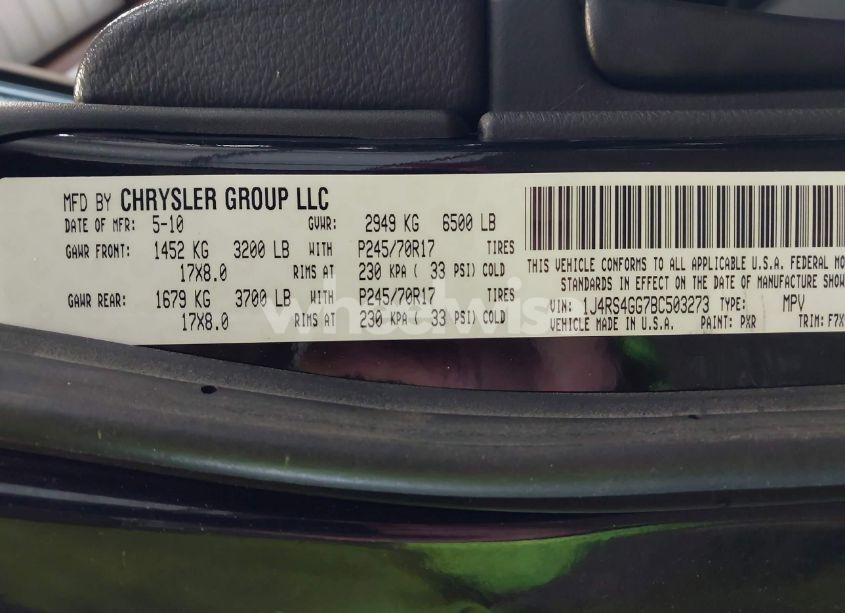 MFD BY CHRYSLER GROUP LLC
DATE OF MFR: 5-10 GVWR: 2949 KG 6500 LB
GAWR FRONT: 1452 KG 3200 LB WITH P245/70R17 TIRES
17X8.0 RIMS AT 230 KPA ( 33 PSI) COLD
GAWR REAR: 1679 KG 3700 LB WITH P245/70R17 TIRES
17X8.0 RIMS AT 230 KPA ( 33 PSI) COLD
THIS VEHICLE CONFORMS TO ALL APPLICABLE U.S.A. FEDERAL MO
STANDARDS IN EFFECT ON THE DATE OF MANUFACTURE SHOW
VIN: 1J4RS4GG7BC503273 TYPE: MPV
VEHICLE MADE IN U.S.A. PAINT: PXR TRIM: F7X
wheelwise